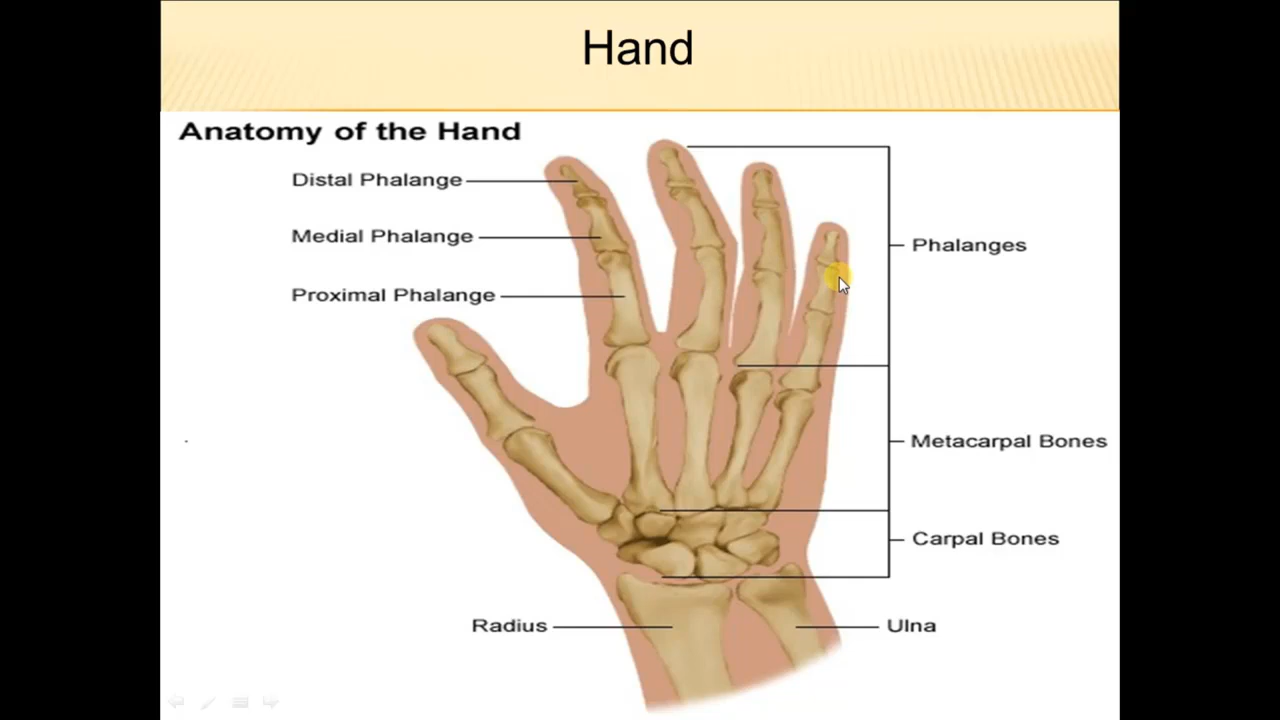 Hand
Anatomy of the Hand
Distal Phalange
Medial Phalange
Proximal Phalange
Phalanges
Metacarpal Bones
Carpal Bones
Radius
Ulna